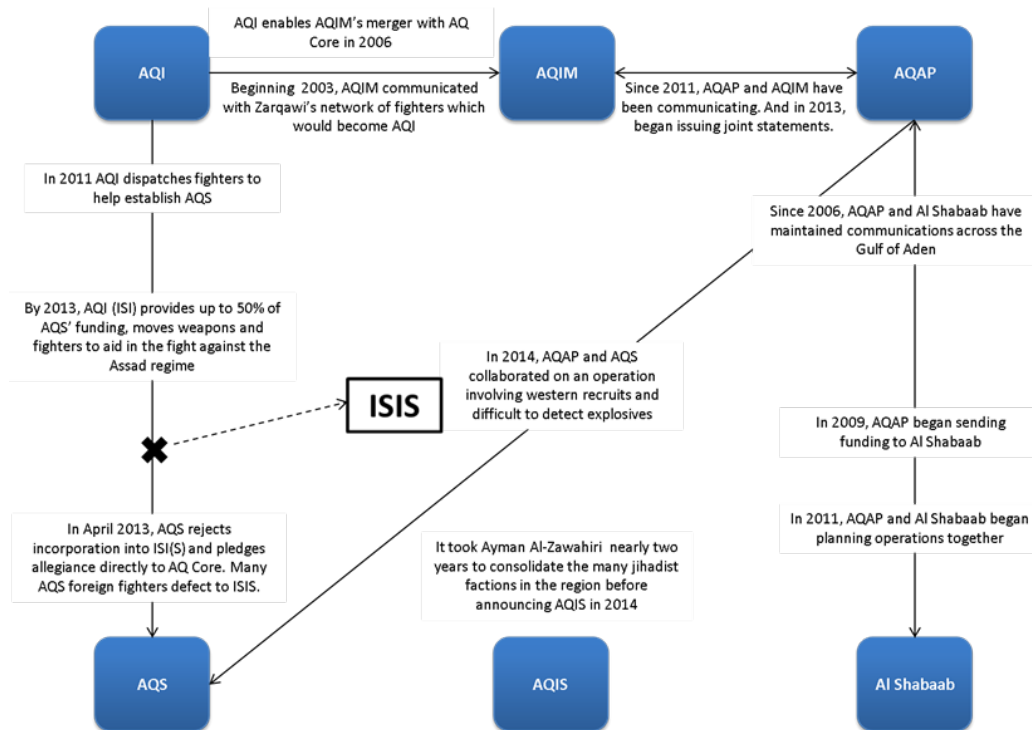 AQI enables AQIM's merger with AQ
Core in 2006
AQI
AQIM
AQAP
Beginning 2003, AQIM communicated
with Zarqawi's network of fighters which
would become AQI
Since 2011, AQAP and AQIM have
been communicating. And in 2013,
began issuing joint statements.
In 2011 AQI dispatches fighters to
help establish AQS
Since 2006, AQAP and Al Shabaab have
maintained communications across the
Gulf of Aden
By 2013, AQI (ISI) provides up to 50% of
AQS' funding, moves weapons and
fighters to aid in the fight against the
Assad regime
ISIS
In 2014, AQAP and AQS
collaborated on an operation
involving western recruits and
difficult to detect explosives
In 2009, AQAP began sending
funding to Al Shabaab
In April 2013, AQS rejects
incorporation into ISI(S) and pledges
allegiance directly to AQ Core. Many
AQS foreign fighters defect to ISIS.
It took Ayman Al-Zawahiri nearly two
years to consolidate the many jihadist
factions in the region before
announcing AQIS in 2014
In 2011, AQAP and Al Shabaab began
planning operations together
AQS
AQIS
Al Shabaab